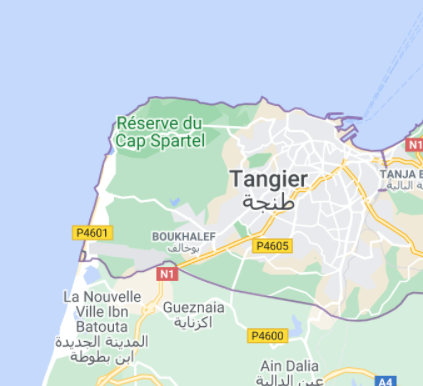 Réserve du
Cap Spartel
N1
Tangier
طنجة
TANJA B
ة البالية
P4601
BOUKHALEF
بوخالف
P4605
N1
La Nouvelle
Ville Ibn
Batouta
المدينة الجديدة
ابن بطوطة
Gueznaia
اكزناية
P4600
Ain Dalia
عين الدالية
A4